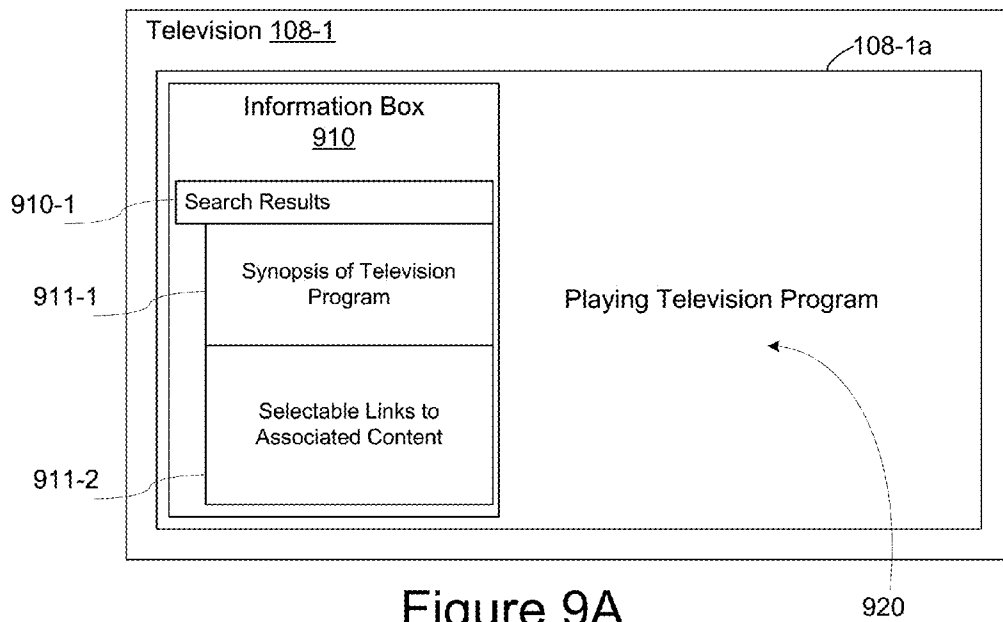 Television 108-1
108-1a
Information Box
910
910-1
Search Results
Synopsis of Television
Program
911-1
Playing Television Program
Selectable Links to
Associated Content
911-2
Figure 9A
920